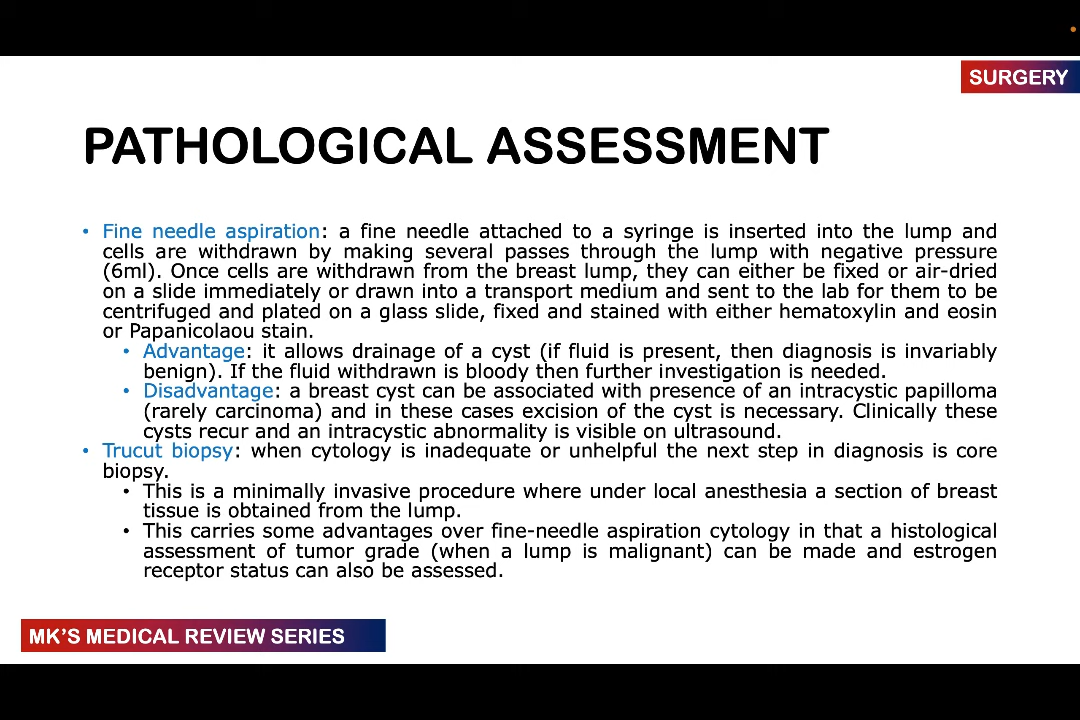 SURGERY
PATHOLOGICAL ASSESSMENT
• Fine needle aspiration: a fine needle attached to a syringe is inserted into the lump and
cells are withdrawn by making several passes through the lump with negative pressure
(6ml). Once cells are withdrawn from the breast lump, they can either be fixed or air-dried
on a slide immediately or drawn into a transport medium and sent to the lab for them to be
centrifuged and plated on a glass slide, fixed and stained with either hematoxylin and eosin
or Papanicolaou stain.
• Advantage: it allows drainage of a cyst (if fluid is present, then diagnosis is invariably
benign). If the fluid withdrawn is bloody then further investigation is needed.
• Disadvantage: a breast cyst can be associated with presence of an intracystic papilloma
(rarely carcinoma) and in these cases excision of the cyst is necessary. Clinically these
cysts recur and an intracystic abnormality is visible on ultrasound.
• Trucut biopsy: when cytology is inadequate or unhelpful the next step in diagnosis is core
biopsy.
• This is a minimally invasive procedure where under local anesthesia a section of breast
tissue is obtained from the lump.
• This carries some advantages over fine-needle aspiration cytology in that a histological
assessment of tumor grade (when a lump is malignant) can be made and estrogen
receptor status can also be assessed.
MK’S MEDICAL REVIEW SERIES